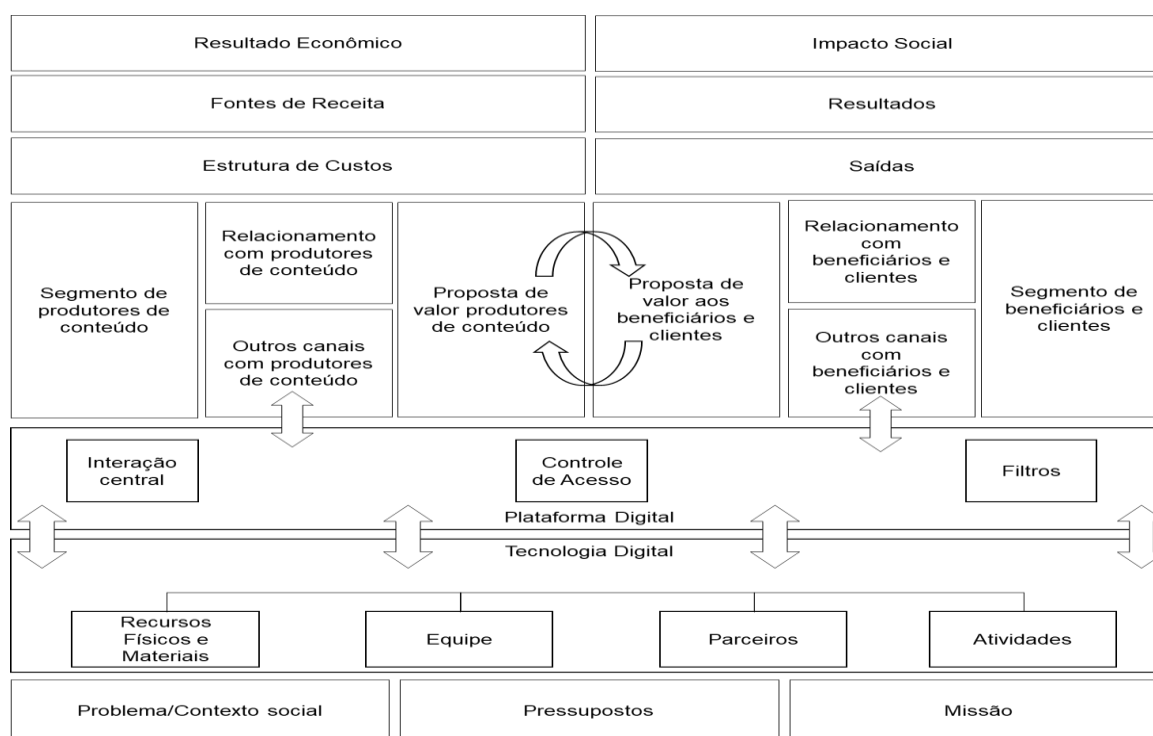 Resultado Econômico
Impacto Social
Fontes de Receita
Resultados
Estrutura de Custos
Saídas
Segmento de
produtores de
conteúdo
Relacionamento
com produtores
de conteúdo
Outros canais
com produtores
de conteúdo
Proposta de
valor produtores
de conteúdo
Proposta de
valor aos
beneficiários e
clientes
Relacionamento
com
beneficiários e
clientes
Outros canais
com
beneficiários e
clientes
Segmento de
beneficiários e
clientes
Interação
central
Controle
de Acesso
Filtros
Plataforma Digital
Tecnologia Digital
Recursos
Físicos e
Materiais
Equipe
Parceiros
Atividades
Problema/Contexto social
Pressupostos
Missão